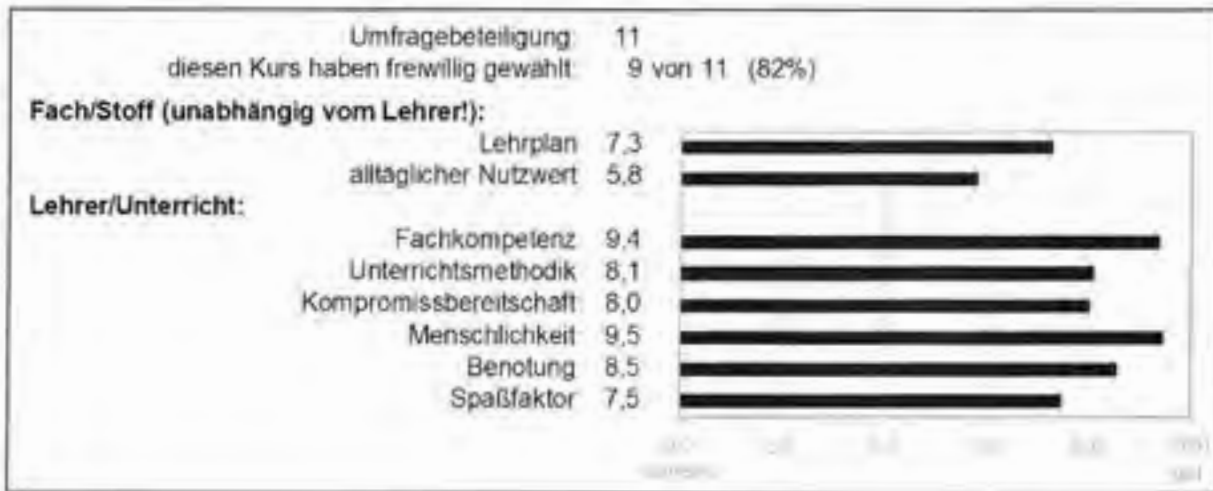 Umfragebeteiligung: 11
diesen Kurs haben freiwillig gewählt: 9 von 11 (82%)
Fach/Stoff (unabhängig vom Lehrer!):
Lehrplan 7,3
alltäglicher Nutzwert 5,8
Lehrer/Unterricht:
Fachkompetenz 9,4
Unterrichtsmethodik 8,1
Kompromissbereitschaft 8,0
Menschlichkeit 9,5
Benotung 8,5
Spaßfaktor 7,5